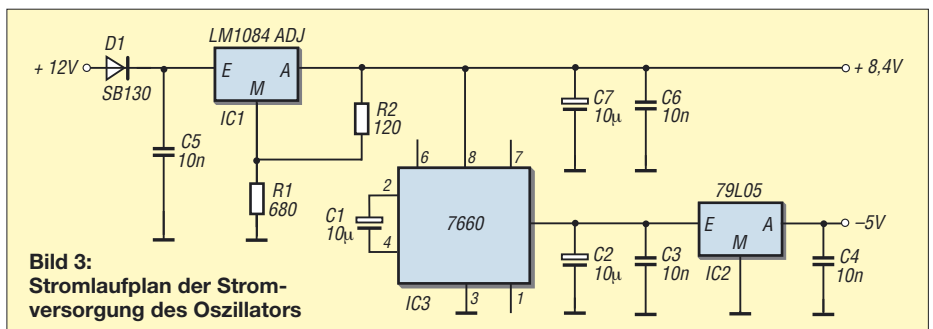 LM1084 ADJ
D1
+ 12V
E
A
+ 8,4V
SB130
M
IC1
R2
120
C7
10µ
C6
10n
C5
10n
6
8
7
79L05
R1
680
2
C1
10µ
4
7660
E
A
–5V
M
C2
10µ
C3
10n
IC2
C4
10n
IC3
3
1
Bild 3:
Stromlaufplan der Strom-
versorgung des Oszillators